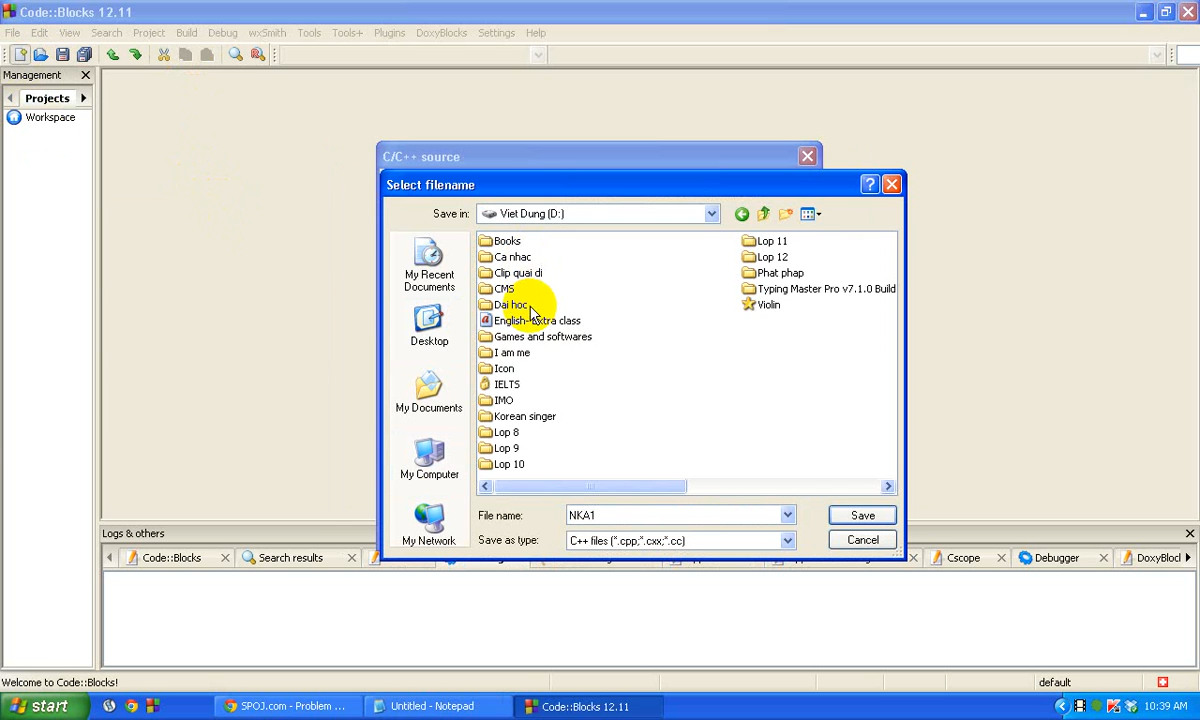 Code::Blocks 12.11
File Edit View Search Project Build Debug wxSmith Tools Tools+ Plugins DoxyBlocks Settings Help
Management
Projects
Workspace
C/C++ source
Select filename
Save in: Viet Dung (D:)
My Recent Documents
Desktop
My Documents
My Computer
My Network
Books
Ca nhac
Clip quai di
CMS
Dai hoc
English- Extra class
Games and softwares
I am me
Icon
IELTS
IMO
Korean singer
Lop 8
Lop 9
Lop 10
Lop 11
Lop 12
Phat phap
Typing Master Pro v7.1.0 Build
Violin
File name: NKA1 Save
Save as type: C++ files (*.cpp;*.cxx;*.cc) Cancel
Logs & others
Code::Blocks Search results Cscope Debugger DoxyBlocl
Welcome to Code::Blocks! default
start SPOJ.com - Problem ... Untitled - Notepad Code::Blocks 12.11 10:39 AM